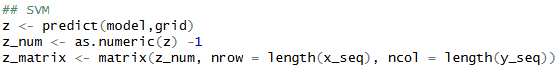 ## SVM
z <- predict(model,grid)
z_num <- as.numeric(z) -1
z_matrix <- matrix(z_num, nrow = length(x_seq), ncol = length(y_seq))